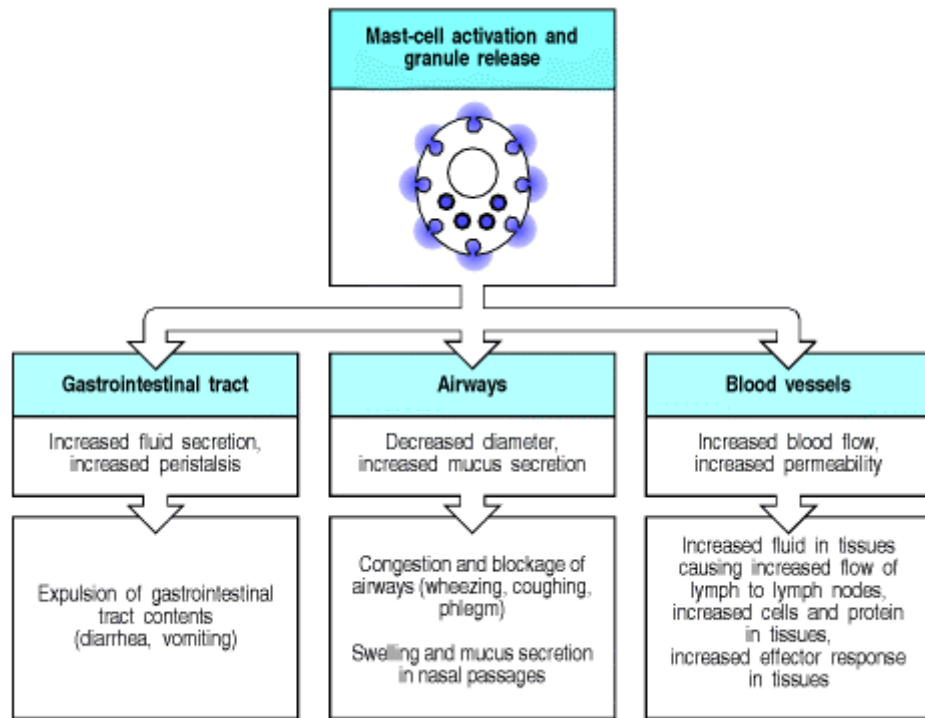 Mast-cell activation and
granule release
Gastrointestinal tract
Increased fluid secretion,
increased peristalsis
Expulsion of gastrointestinal
tract contents
(diarrhea, vomiting)
Airways
Decreased diameter,
increased mucus secretion
Congestion and blockage of
airways (wheezing, coughing,
phlegm)
Swelling and mucus secretion
in nasal passages
Blood vessels
Increased blood flow,
increased permeability
Increased fluid in tissues
causing increased flow of
lymph to lymph nodes,
increased cells and protein
in tissues,
increased effector response
in tissues